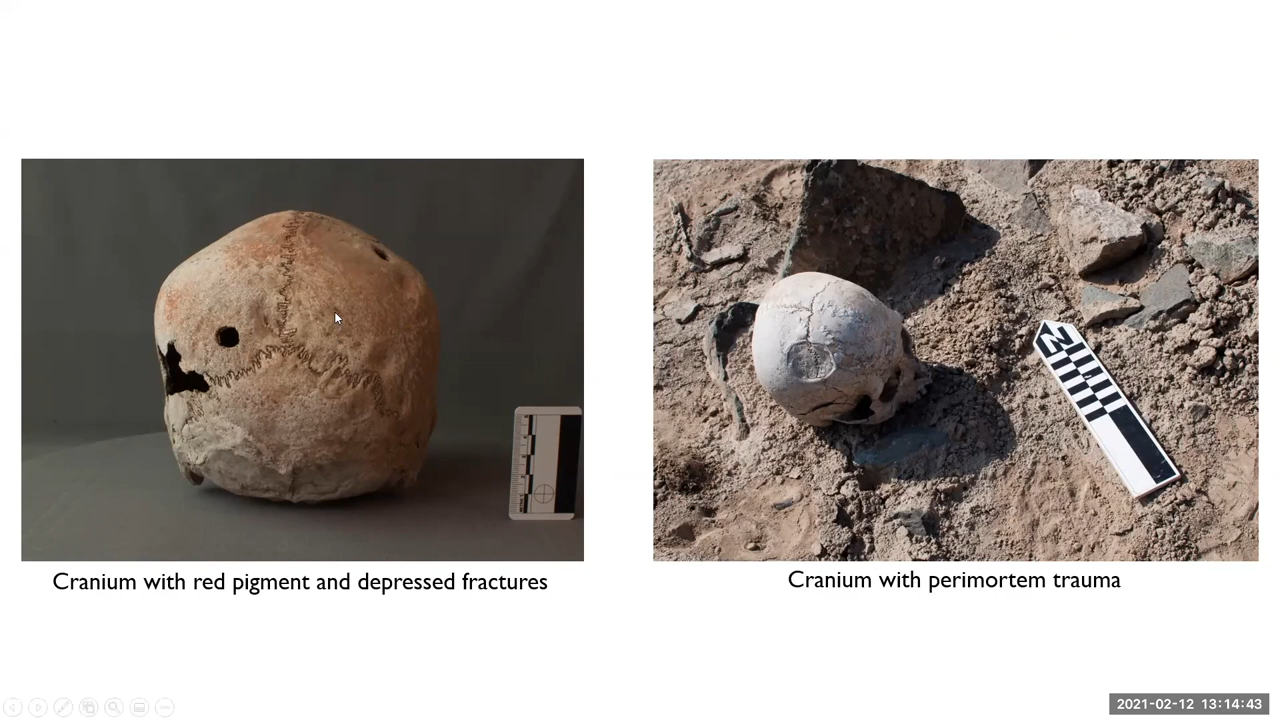 Cranium with red pigment and depressed fractures
Cranium with perimortem trauma
2021-02-12 13:14:43